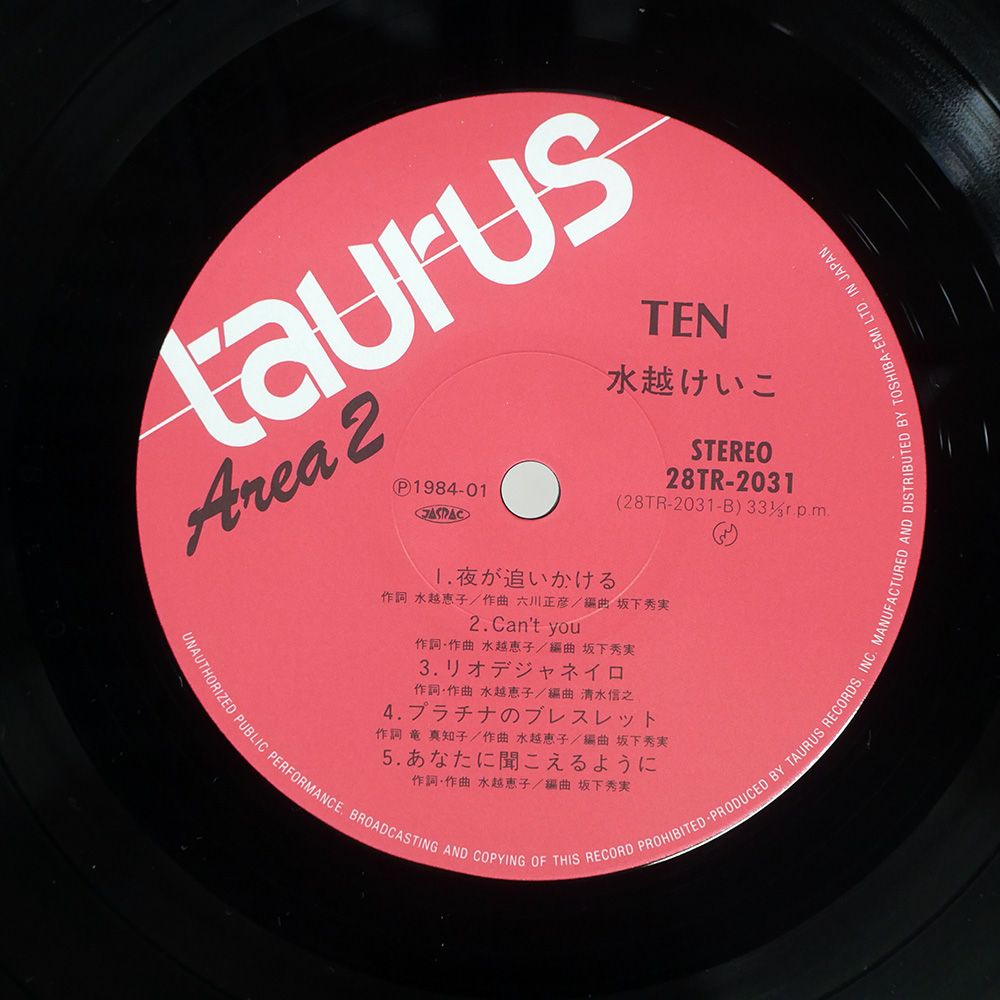 taurus
Area 2
TEN
水越けいこ
STEREO
28TR-2031
(28TR-2031-B) 33⅓r.p.m.
Ⓟ1984-01
JASRAC
1.夜が追いかける
作詞 水越恵子／作曲 六川正彦／編曲 坂下秀実
2.Can't you
作詞・作曲 水越恵子／編曲 坂下秀実
3.リオデジャネイロ
作詞・作曲 水越恵子／編曲 清水信之
4.プラチナのブレスレット
作詞 竜 真知子／作曲 水越恵子／編曲 坂下秀実
5.あなたに聞こえるように
作詞・作曲 水越恵子／編曲 坂下秀実
UNAUTHORIZED PUBLIC PERFORMANCE, BROADCASTING AND COPYING OF THIS RECORD PROHIBITED·PRODUCED BY TAURUS RECORDS, INC. MANUFACTURED AND DISTRIBUTED BY TOSHIBA-EMI LTD. IN JAPAN.